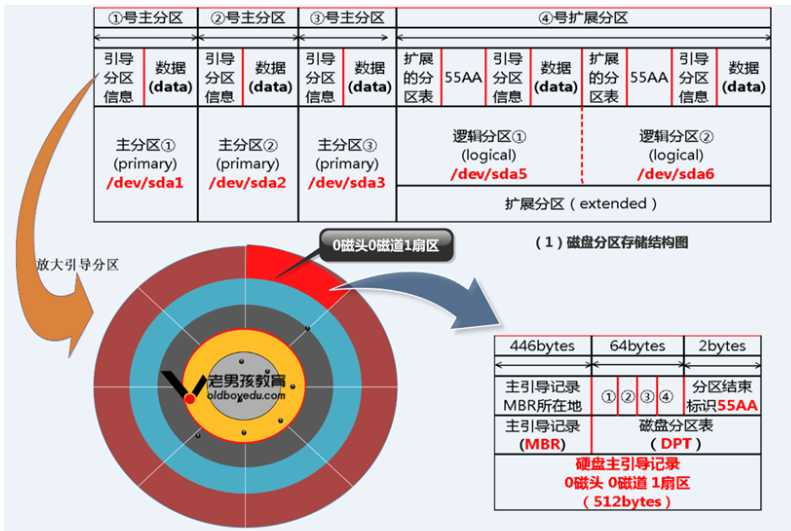 ①号主分区 ②号主分区 ③号主分区 ④号扩展分区
引导分区信息 数据(data) 引导分区信息 数据(data) 引导分区信息 数据(data) 扩展的分区表 55AA 引导分区信息 数据(data) 扩展的分区表 55AA 引导分区信息 数据(data)
主分区① 主分区② 主分区③ 逻辑分区① 逻辑分区②
(primary) (primary) (primary) (logical) (logical)
/dev/sda1 /dev/sda2 /dev/sda3 /dev/sda5 /dev/sda6
扩展分区（extended）
（1）磁盘分区存储结构图
0磁头0磁道1扇区
放大引导分区
老男孩教育
oldboyedu.com
446bytes 64bytes 2bytes
主引导记录 ① ② ③ ④ 分区结束
MBR所在地 标识55AA
主引导记录 磁盘分区表
(MBR) （DPT）
硬盘主引导记录
0磁头 0磁道 1扇区
（512bytes）